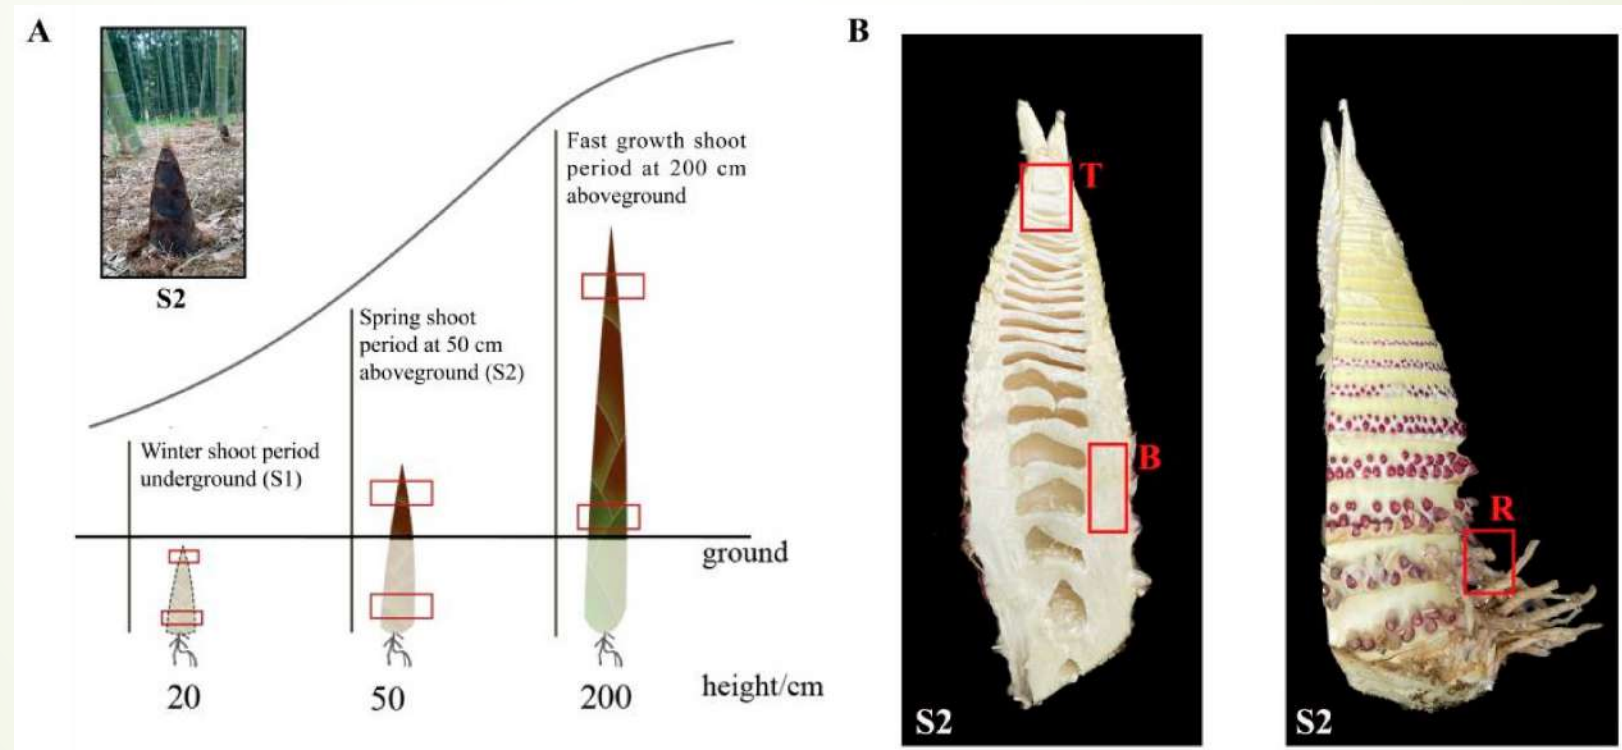 A
S2
Fast growth shoot
period at 200 cm
aboveground
Spring shoot
period at 50 cm
aboveground (S2)
Winter shoot period
underground (S1)
ground
20
50
200
height/cm
B
T
B
S2
R
S2